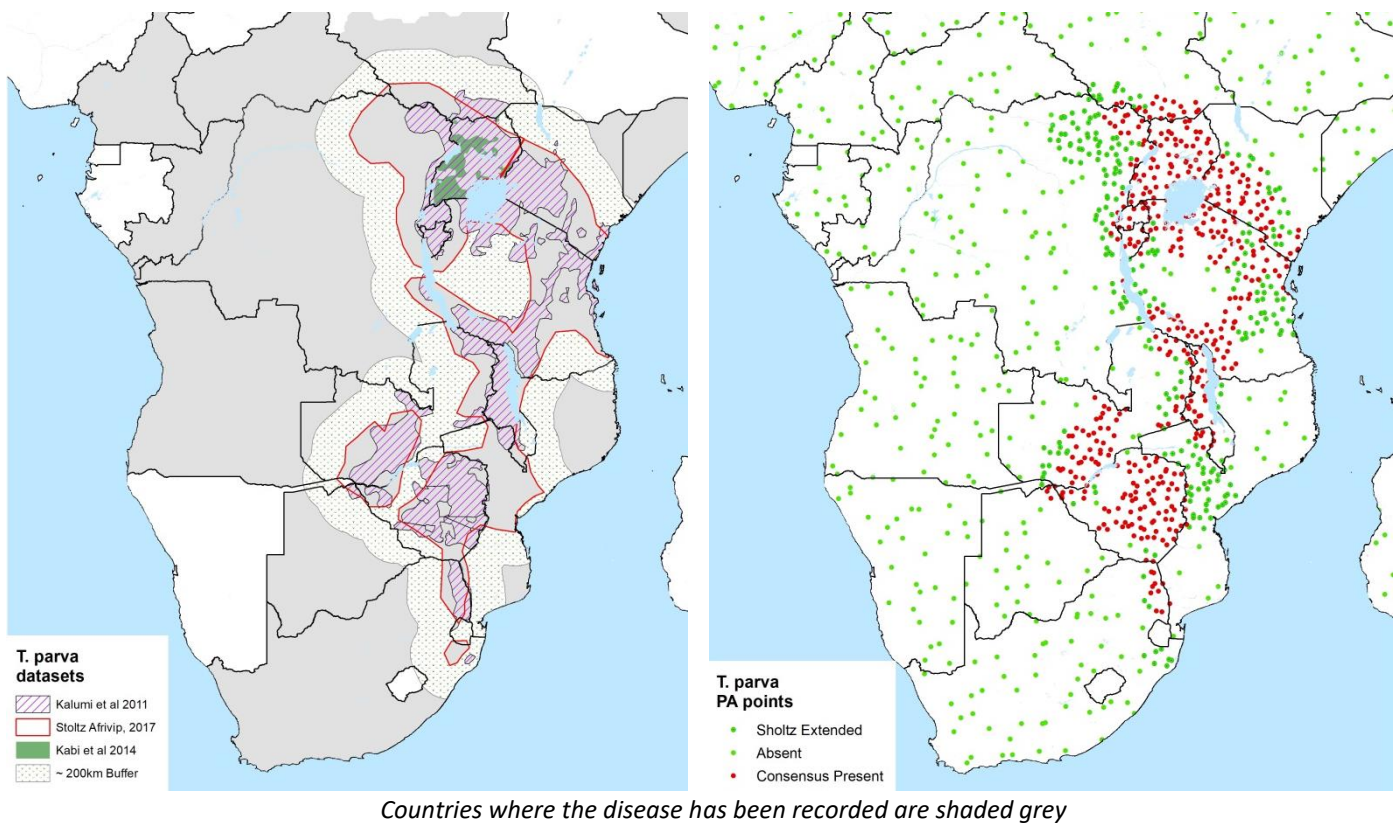 T. parva
datasets
Kalumi et al 2011
Stoltz Afrivip, 2017
Kabi et al 2014
~ 200km Buffer
T. parva
PA points
Sholtz Extended
Absent
Consensus Present
Countries where the disease has been recorded are shaded grey